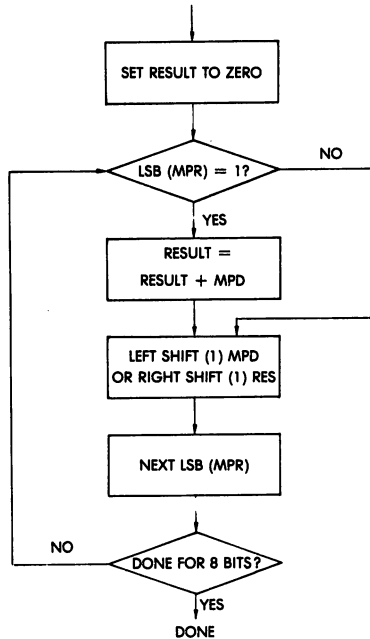 SET RESULT TO ZERO
LSB (MPR) = 1?
NO
YES
RESULT =
RESULT + MPD
LEFT SHIFT (1) MPD
OR RIGHT SHIFT (1) RES
NEXT LSB (MPR)
NO
DONE FOR 8 BITS?
YES
DONE